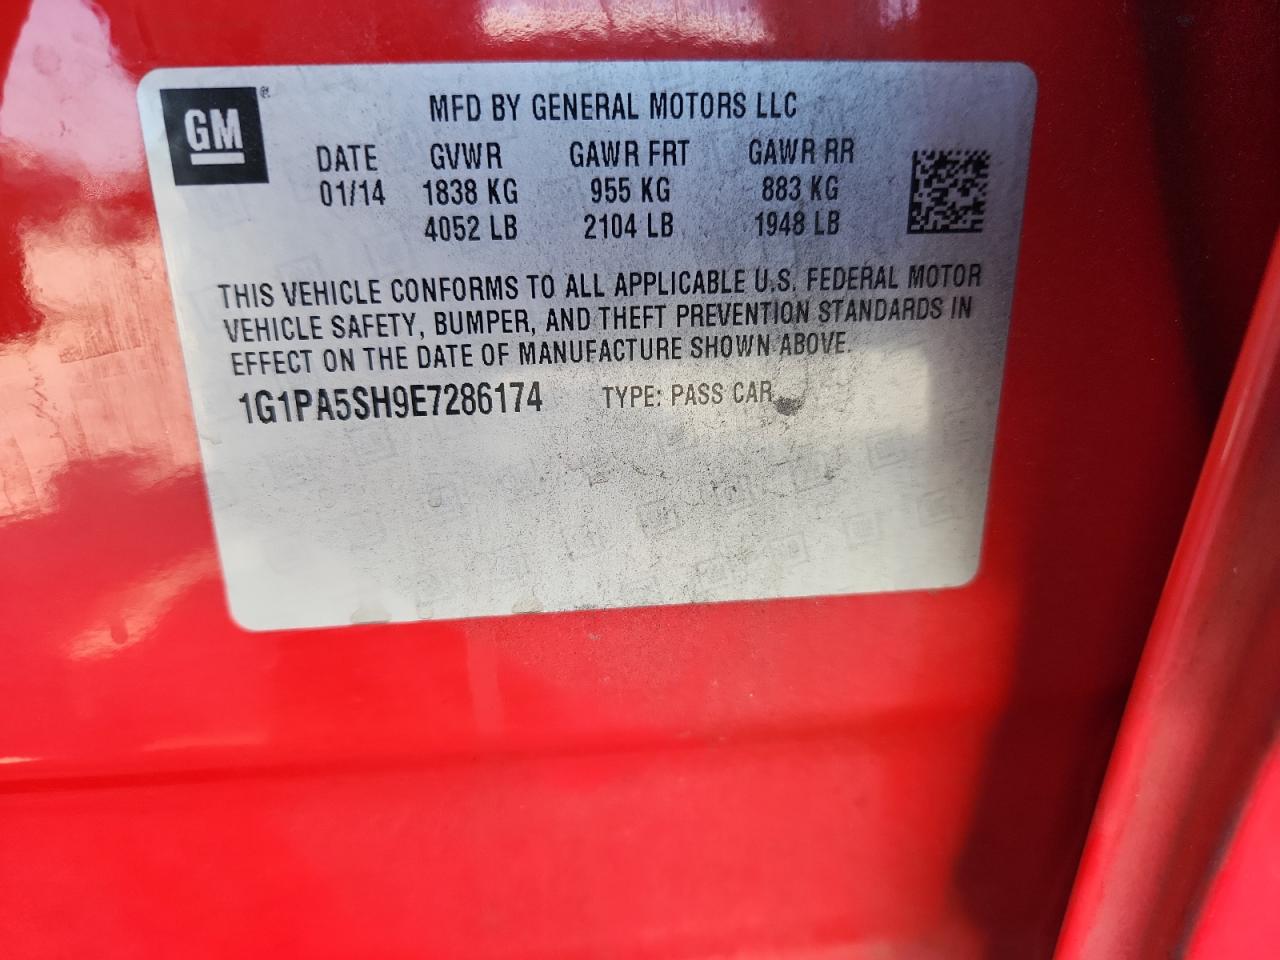 GM ®
MFD BY GENERAL MOTORS LLC
DATE GVWR GAWR FRT GAWR RR
01/14 1838 KG 955 KG 883 KG
4052 LB 2104 LB 1948 LB
THIS VEHICLE CONFORMS TO ALL APPLICABLE U.S. FEDERAL MOTOR
VEHICLE SAFETY, BUMPER, AND THEFT PREVENTION STANDARDS IN
EFFECT ON THE DATE OF MANUFACTURE SHOWN ABOVE.
1G1PA5SH9E7286174 TYPE: PASS CAR